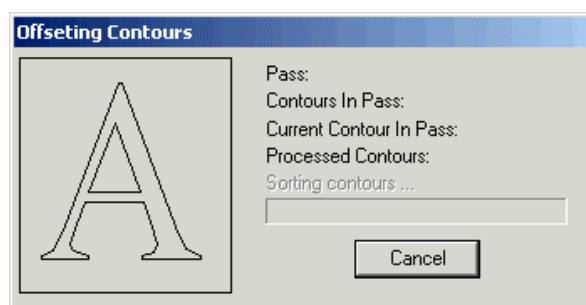 Offseting Contours
A
Pass:
Contours In Pass:
Current Contour In Pass:
Processed Contours:
Sorting contours ...
Cancel